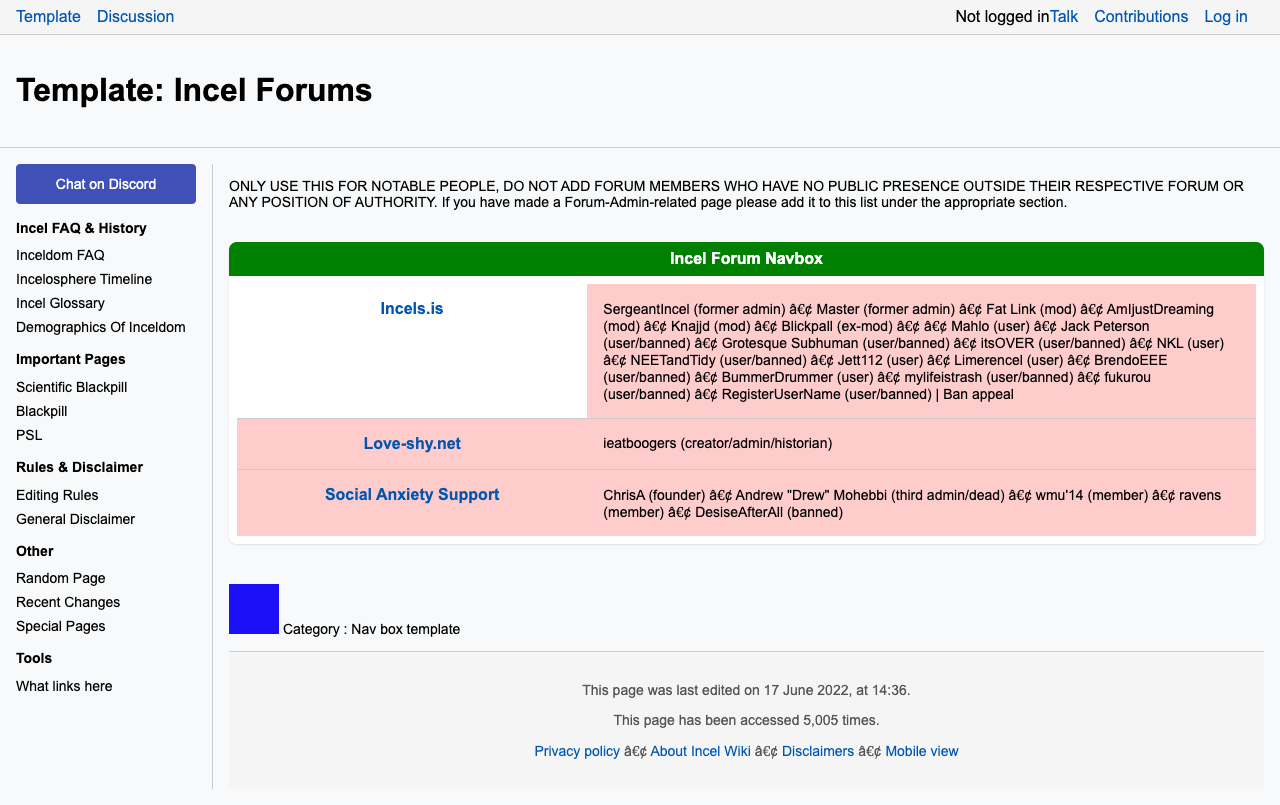 Template Discussion Not logged in Talk Contributions Log in
Template: Incel Forums
Chat on Discord
Incel FAQ & History
Inceldom FAQ
Incelosphere Timeline
Incel Glossary
Demographics Of Inceldom
Important Pages
Scientific Blackpill
Blackpill
PSL
Rules & Disclaimer
Editing Rules
General Disclaimer
Other
Random Page
Recent Changes
Special Pages
Tools
What links here
ONLY USE THIS FOR NOTABLE PEOPLE, DO NOT ADD FORUM MEMBERS WHO HAVE NO PUBLIC PRESENCE OUTSIDE THEIR RESPECTIVE FORUM OR
ANY POSITION OF AUTHORITY. If you have made a Forum-Admin-related page please add it to this list under the appropriate section.
Incel Forum Navbox
Incels.is
SergeantIncel (former admin) â€¢ Master (former admin) â€¢ Fat Link (mod) â€¢ AmIjustDreaming
(mod) â€¢ Knajjd (mod) â€¢ Blickpall (ex-mod) â€¢ â€¢ Mahlo (user) â€¢ Jack Peterson
(user/banned) â€¢ Grotesque Subhuman (user/banned) â€¢ itsOVER (user/banned) â€¢ NKL (user)
â€¢ NEETandTidy (user/banned) â€¢ Jett112 (user) â€¢ Limerencel (user) â€¢ BrendoEEE
(user/banned) â€¢ BummerDrummer (user) â€¢ mylifeistrash (user/banned) â€¢ fukurou
(user/banned) â€¢ RegisterUserName (user/banned) | Ban appeal
Love-shy.net
ieatboogers (creator/admin/historian)
Social Anxiety Support
ChrisA (founder) â€¢ Andrew "Drew" Mohebbi (third admin/dead) â€¢ wmu'14 (member) â€¢ ravens
(member) â€¢ DesiseAfterAll (banned)
Category : Nav box template
This page was last edited on 17 June 2022, at 14:36.
This page has been accessed 5,005 times.
Privacy policy â€¢ About Incel Wiki â€¢ Disclaimers â€¢ Mobile view